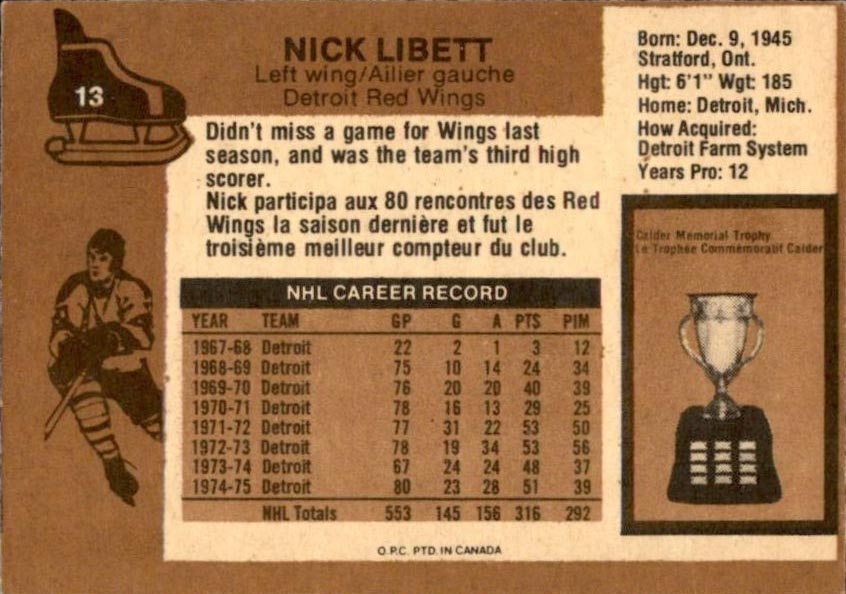 13
NICK LIBETT
Left wing/Ailier gauche
Detroit Red Wings
Didn't miss a game for Wings last
season, and was the team's third high
scorer.
Nick participa aux 80 rencontres des Red
Wings la saison dernière et fut le
troisième meilleur compteur du club.
Born: Dec. 9, 1945
Stratford, Ont.
Hgt: 6'1" Wgt: 185
Home: Detroit, Mich.
How Acquired:
Detroit Farm System
Years Pro: 12
Calder Memorial Trophy
Le Trophée Commémoratif Calder
NHL CAREER RECORD
YEAR TEAM GP G A PTS PIM
1967-68 Detroit 22 2 1 3 12
1968-69 Detroit 75 10 14 24 34
1969-70 Detroit 76 20 20 40 39
1970-71 Detroit 78 16 13 29 25
1971-72 Detroit 77 31 22 53 50
1972-73 Detroit 78 19 34 53 56
1973-74 Detroit 67 24 24 48 37
1974-75 Detroit 80 23 28 51 39
NHL Totals 553 145 156 316 292
O.P.C. PTD. IN CANADA